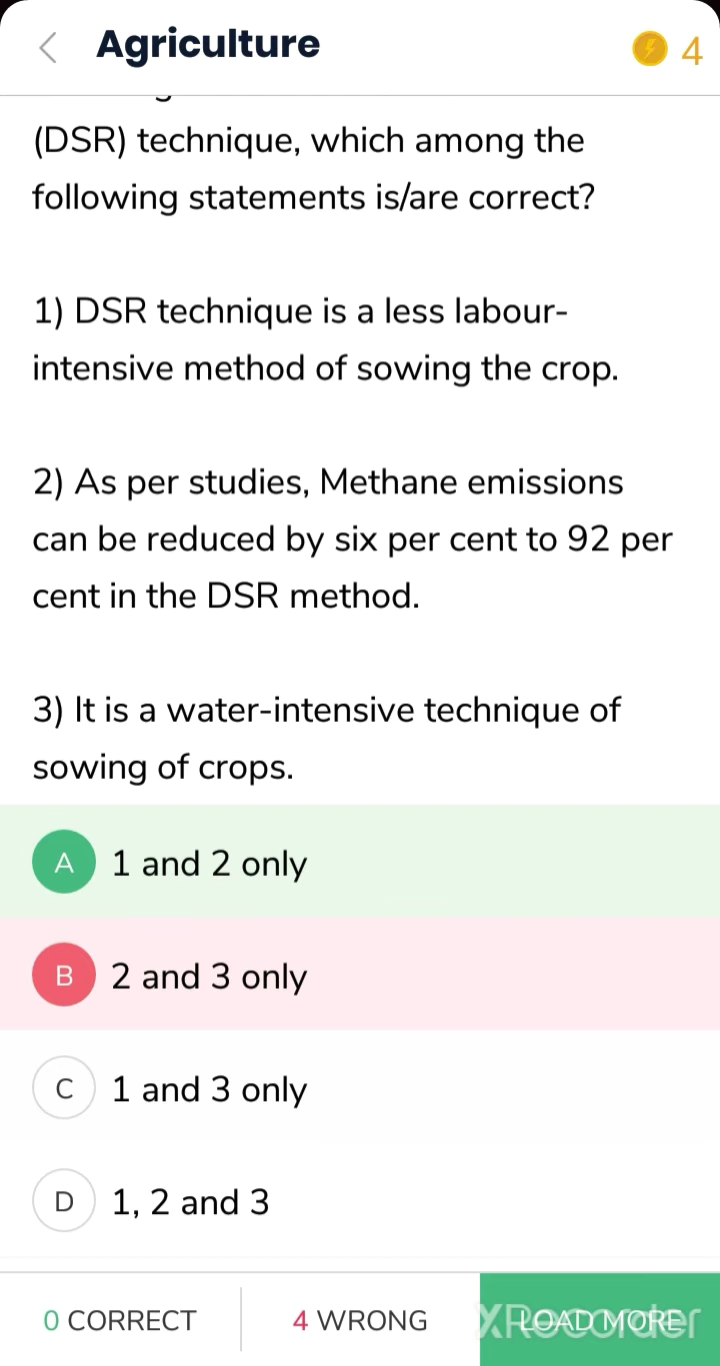 Agriculture
4
(DSR) technique, which among the
following statements is/are correct?
1) DSR technique is a less labour-
intensive method of sowing the crop.
2) As per studies, Methane emissions
can be reduced by six per cent to 92 per
cent in the DSR method.
3) It is a water-intensive technique of
sowing of crops.
A 1 and 2 only
B 2 and 3 only
C 1 and 3 only
D 1, 2 and 3
0 CORRECT
4 WRONG
LOAD MORE
XRecorder